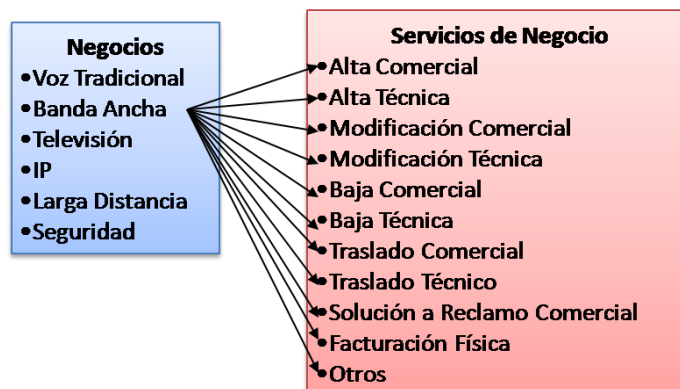 Negocios
•Voz Tradicional
•Banda Ancha
•Televisión
•IP
•Larga Distancia
•Seguridad
Servicios de Negocio
•Alta Comercial
•Alta Técnica
•Modificación Comercial
•Modificación Técnica
•Baja Comercial
•Baja Técnica
•Traslado Comercial
•Traslado Técnico
•Solución a Reclamo Comercial
•Facturación Física
•Otros